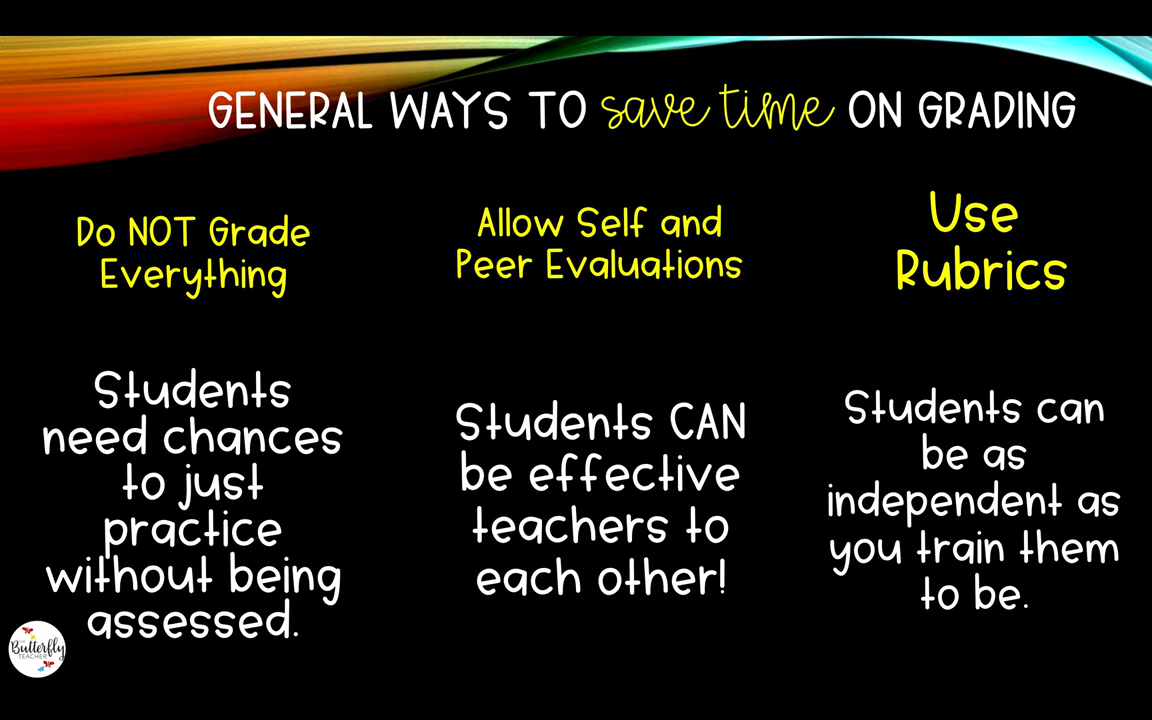 GENERAL WAYS TO save time ON GRADING
Do NOT Grade
Everything
Students
need chances
to just
practice
without being
assessed.
Allow Self and
Peer Evaluations
Students CAN
be effective
teachers to
each other!
Use
Rubrics
Students can
be as
independent as
you train them
to be.
THE
Butterfly
TEACHER